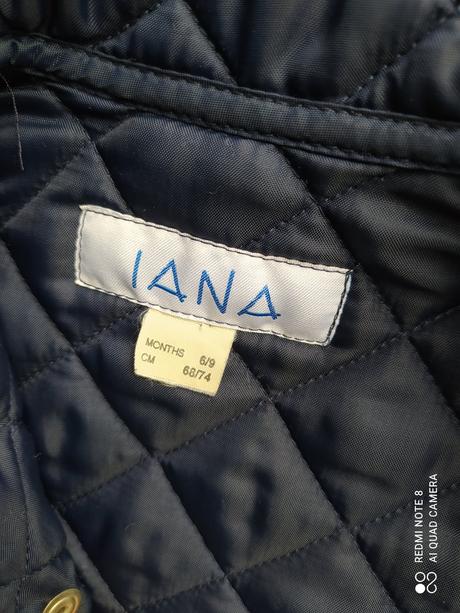 IANA
MONTHS 6/9
CM 68/74
REDMI NOTE 8
AI QUAD CAMERA